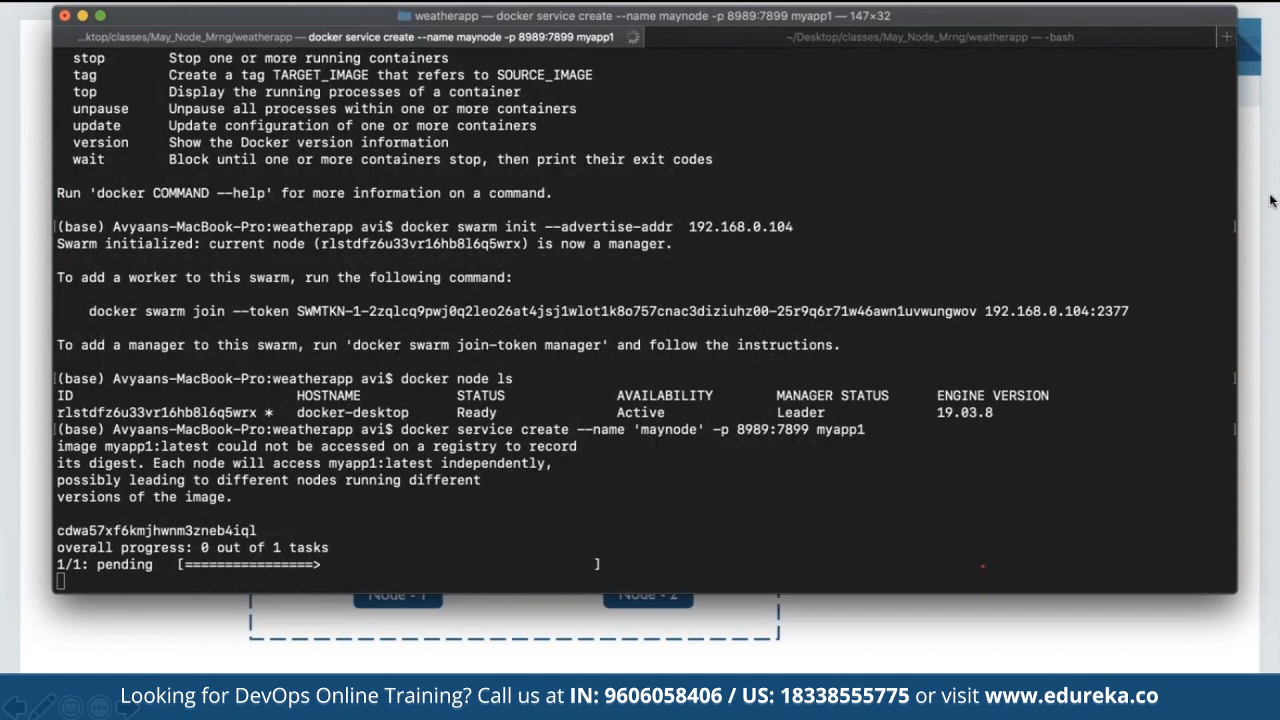 weatherapp — docker service create --name maynode -p 8989:7899 myapp1 — 147×32
...ktop/classes/May_Node_Mrng/weatherapp — docker service create --name maynode -p 8989:7899 myapp1
~/Desktop/classes/May_Node_Mrng/weatherapp — -bash
stop Stop one or more running containers
tag Create a tag TARGET_IMAGE that refers to SOURCE_IMAGE
top Display the running processes of a container
unpause Unpause all processes within one or more containers
update Update configuration of one or more containers
version Show the Docker version information
wait Block until one or more containers stop, then print their exit codes
Run 'docker COMMAND --help' for more information on a command.
[(base) Avyaans-MacBook-Pro:weatherapp avi$ docker swarm init --advertise-addr 192.168.0.104 ]
Swarm initialized: current node (rlstdfz6u33vr16hb8l6q5wrx) is now a manager.
To add a worker to this swarm, run the following command:
docker swarm join --token SWMTKN-1-2zqlcq9pwj0q2leo26at4jsj1wlot1k8o757cnac3diziuhz00-25r9q6r71w46awn1uvwungwov 192.168.0.104:2377
To add a manager to this swarm, run 'docker swarm join-token manager' and follow the instructions.
[(base) Avyaans-MacBook-Pro:weatherapp avi$ docker node ls ]
ID HOSTNAME STATUS AVAILABILITY MANAGER STATUS ENGINE VERSION
rlstdfz6u33vr16hb8l6q5wrx * docker-desktop Ready Active Leader 19.03.8
[(base) Avyaans-MacBook-Pro:weatherapp avi$ docker service create --name 'maynode' -p 8989:7899 myapp1 ]
image myapp1:latest could not be accessed on a registry to record
its digest. Each node will access myapp1:latest independently,
possibly leading to different nodes running different
versions of the image.
cdwa57xf6kmjhwnm3zneb4iql
overall progress: 0 out of 1 tasks
1/1: pending [================> ]
Node - 1 Node - 2
Looking for DevOps Online Training? Call us at IN: 9606058406 / US: 18338555775 or visit www.edureka.co